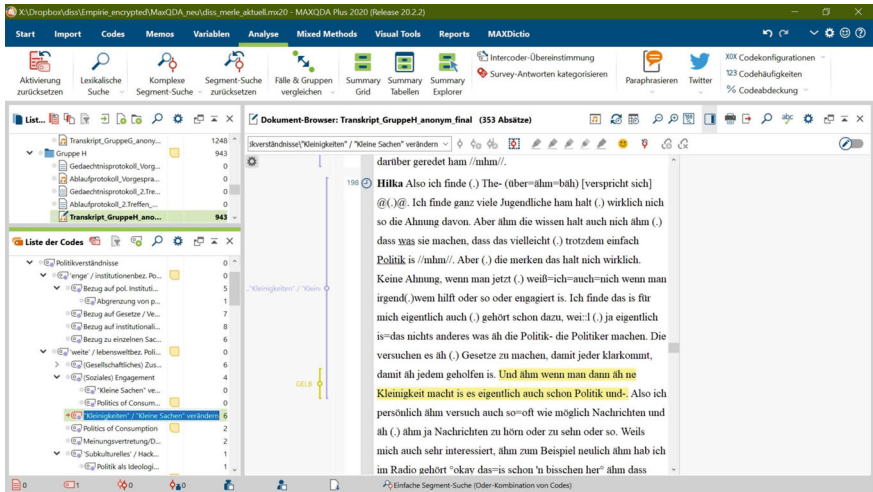 X:\Dropbox\diss\Empirie_encrypted\MaxQDA_neu\diss_merle_aktuell.mx20 - MAXQDA Plus 2020 (Release 20.2.2)
Start Import Codes Memos Variablen Analyse Mixed Methods Visual Tools Reports MAXDictio
Aktivierung zurücksetzen
Lexikalische Suche
Komplexe Segment-Suche
Segment-Suche zurücksetzen
Fälle & Gruppen vergleichen
Summary Grid
Summary Tabellen
Summary Explorer
Intercoder-Übereinstimmung
Survey-Antworten kategorisieren
Paraphrasieren
Twitter
Codekonfigurationen
123 Codehäufigkeiten
% Codeabdeckung
List...
Transkript_GruppeG_anony... 1248
Gruppe H 943
Gedaechtnisprotokoll_Vorg... 0
Ablaufprotokoll_Vorgespra... 0
Gedaechtnisprotokoll_2.Tre... 0
Ablaufprotokoll_2.Treffen_... 0
Transkript_GruppeH_ano... 943
Liste der Codes
Politikverständnisse 0
'enge' / institutionenbez. Po... 0
Bezug auf pol. Instituti... 5
Abgrenzung von p... 1
Bezug auf Gesetze / Ve... 7
Bezug auf institutionali... 8
Bezug zu einzelnen Sac... 6
'weite' / lebensweltbez. Poli... 0
(Gesellschaftliches) Zus... 6
(Soziales) Engagement 4
"Kleine Sachen" ve... 0
Politics of Consum... 0
"Kleinigkeiten" / "Kleine Sachen" verändern 6
Politics of Consumption 2
Meinungsvertretung/D... 2
'Subkulturelles' / Hack... 1
Politik als Ideologi... 1
Dokument-Browser: Transkript_GruppeH_anonym_final (353 Absätze)
:kverständnisse\"Kleinigkeiten" / "Kleine Sachen" verändern
darüber geredet ham //mhm//.
198 Hilka Also ich finde (.) The- (über=ähm=bäh) [verspricht sich]
@(.)@. Ich finde ganz viele Jugendliche ham halt (.) wirklich nich
so die Ahnung davon. Aber ähm die wissen halt auch nich ähm (.)
dass was sie machen, dass das vielleicht (.) trotzdem einfach
Politik is //mhm//. Aber (.) die merken das halt nich wirklich.
Keine Ahnung, wenn man jetzt (.) weiß=ich=auch=nich wenn man
irgend(.)wem hilft oder so oder engagiert is. Ich finde das is für
mich eigentlich auch (.) gehört schon dazu, wei::l (.) ja eigentlich
is=das nichts anderes was äh die Politik- die Politiker machen. Die
versuchen es äh (.) Gesetze zu machen, damit jeder klarkommt,
damit äh jedem geholfen is. Und ähm wenn man dann äh ne
Kleinigkeit macht is es eigentlich auch schon Politik und-. Also ich
persönlich ähm versuch auch so=oft wie möglich Nachrichten und
äh (.) ähm ja Nachrichten zu hörn oder zu sehn oder so. Weils
mich auch sehr interessiert, ähm zum Beispiel neulich ähm hab ich
im Radio gehört °okay das=is schon 'n bisschen her° ähm dass
.."Kleinigkeiten" / "Klein
GELB
0 1 0 0
Einfache Segment-Suche (Oder-Kombination von Codes)